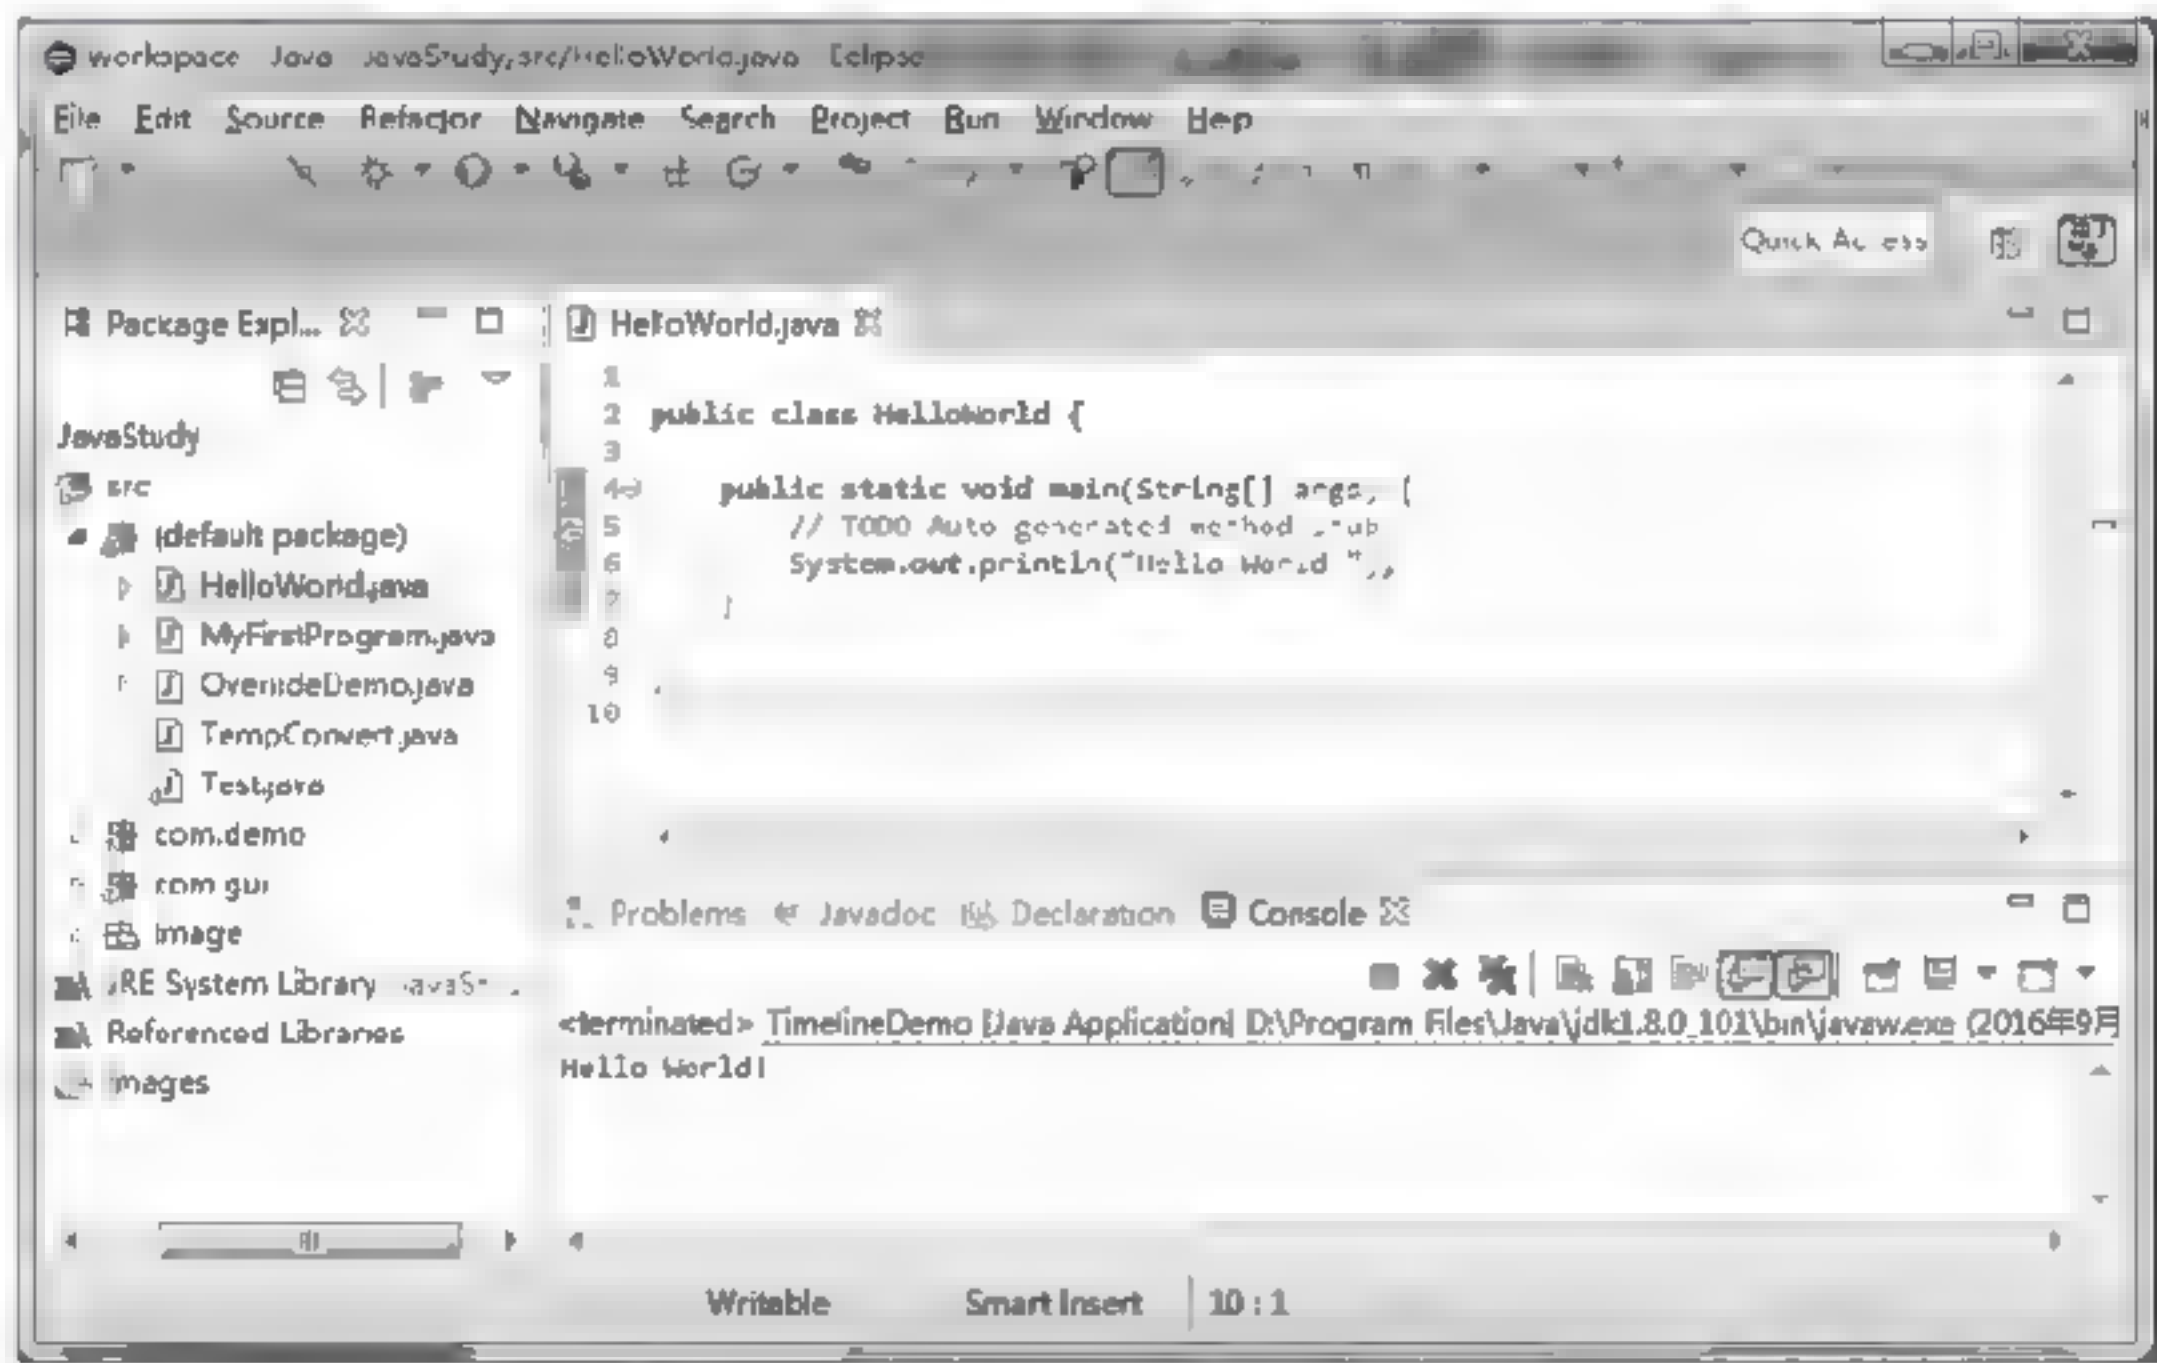 workspace Java JavaStudy/src/HelloWorld.java Eclipse
File Edit Source Refactor Navigate Search Project Run Window Help
Quick Access
Package Expl...
HelloWorld.java
JavaStudy
src
(default package)
HelloWorld.java
MyFirstProgram.java
OverrideDemo.java
TempConvert.java
Test.java
com.demo
com.gui
image
JRE System Library
Referenced Libraries
images
1
2 public class HelloWorld {
3
4 public static void main(String[] args) {
5 // TODO Auto generated method stub
6 System.out.println("Hello World!");
7 }
8
9 }
10
Problems Javadoc Declaration Console
<terminated> TimelineDemo [Java Application] D:\Program Files\Java\jdk1.8.0_101\bin\javaw.exe (2016年9月
Hello World!
Writable Smart Insert 10 : 1